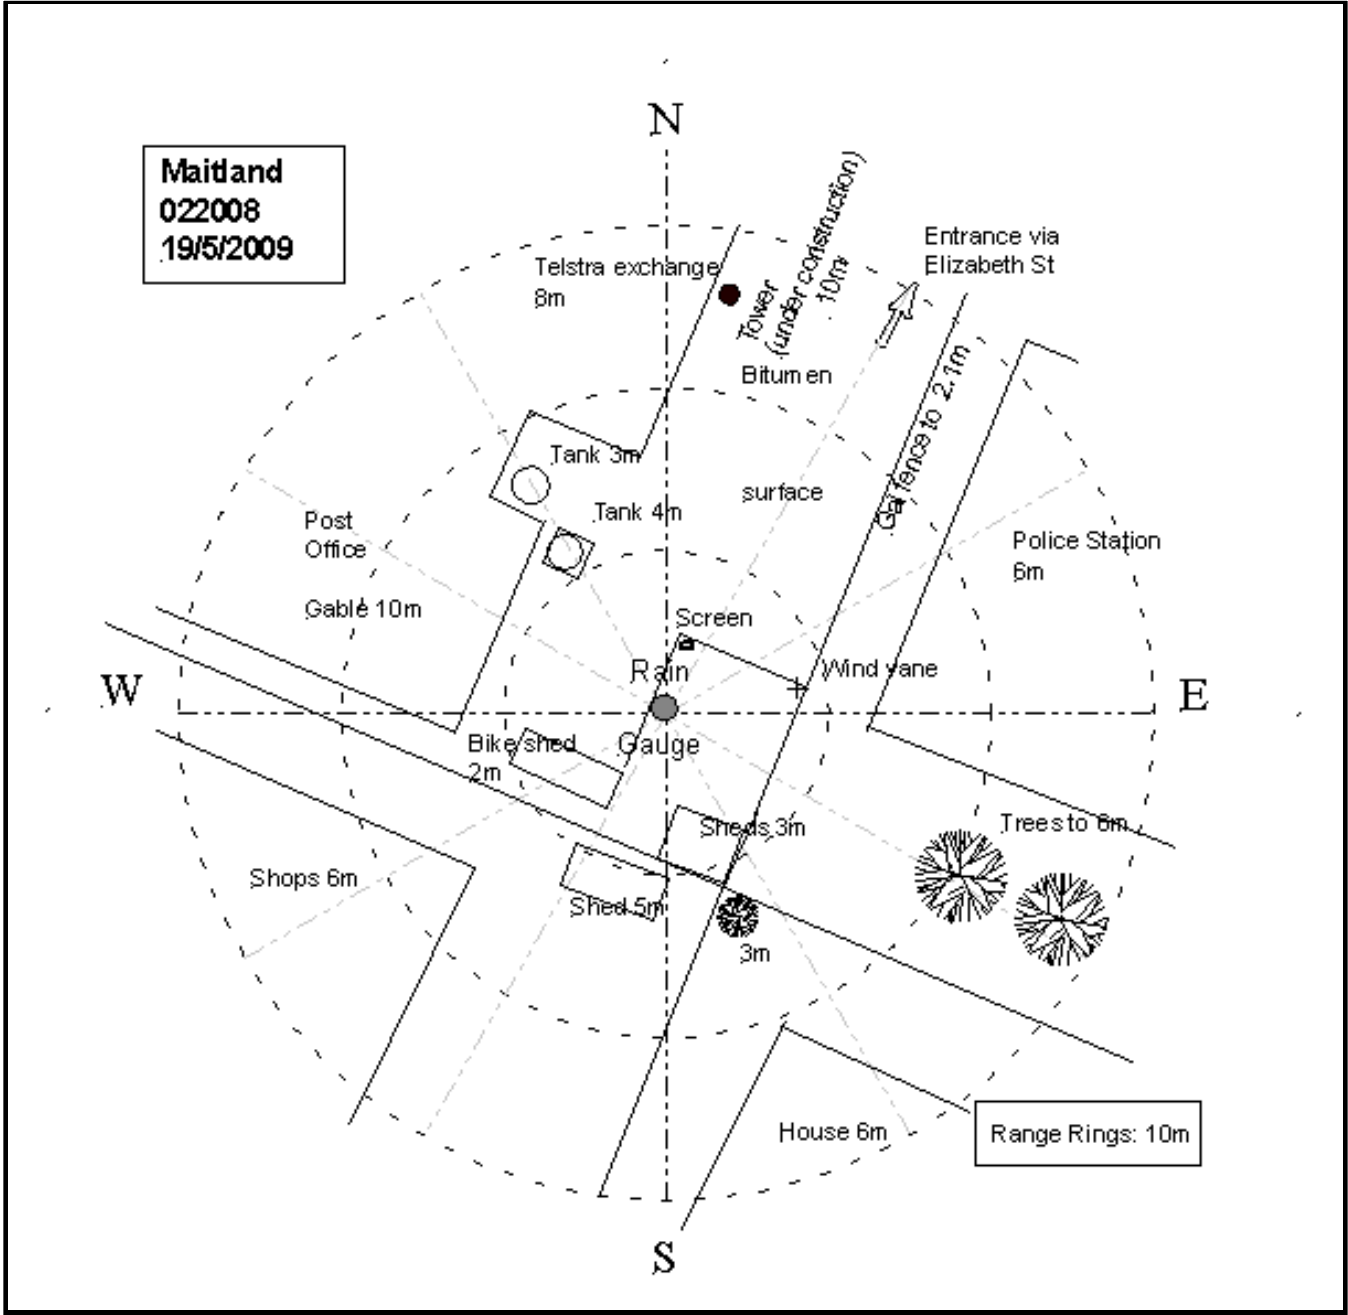 N
Maitland
022008
19/5/2009
Telstra exchange
8m
Tower
(under construction)
10m
Entrance via
Elizabeth St
Bitumen
Gal fence to 2.1m
Tank 3m
surface
Tank 4m
Post
Office
Police Station
6m
Gable 10m
Screen
Rain
Wind vane
W
E
Bike shed
2m
Gauge
Sheds 3m
Trees to 6m
Shops 6m
Shed 5m
3m
House 6m
Range Rings: 10m
S